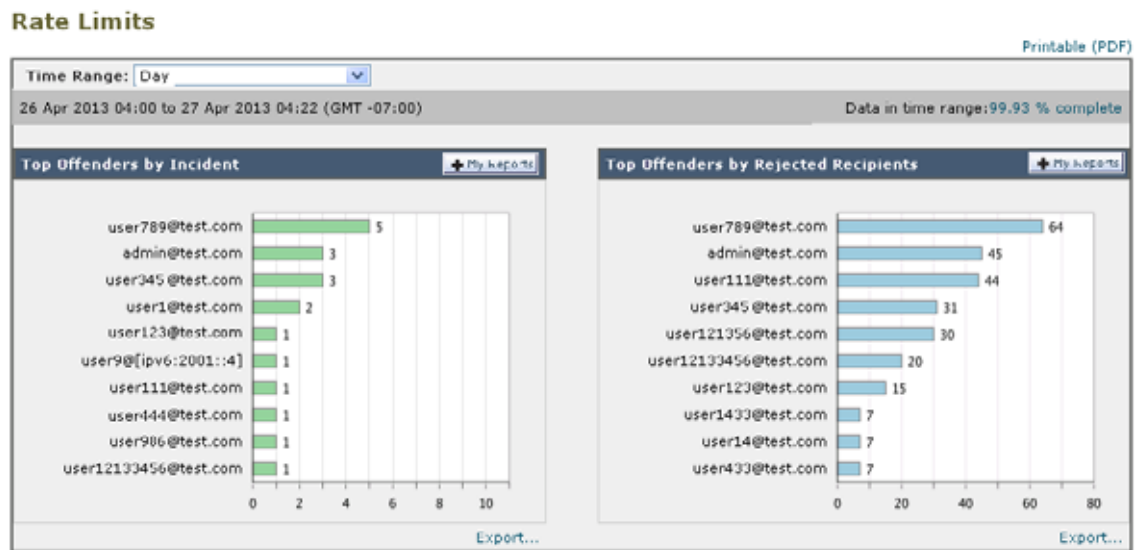 Rate Limits
Printable (PDF)
Time Range: Day
26 Apr 2013 04:00 to 27 Apr 2013 04:22 (GMT -07:00)
Data in time range:99.93 % complete
Top Offenders by Incident
My Reports
user789@test.com 5
admin@test.com 3
user345@test.com 3
user1@test.com 2
user123@test.com 1
user9@[ipv6:2001::4] 1
user111@test.com 1
user444@test.com 1
user986@test.com 1
user12133456@test.com 1
0 2 4 6 8 10
Export...
Top Offenders by Rejected Recipients
My Reports
user789@test.com 64
admin@test.com 45
user111@test.com 44
user345@test.com 31
user121356@test.com 30
user12133456@test.com 20
user123@test.com 15
user1433@test.com 7
user14@test.com 7
user433@test.com 7
0 20 40 60 80
Export...